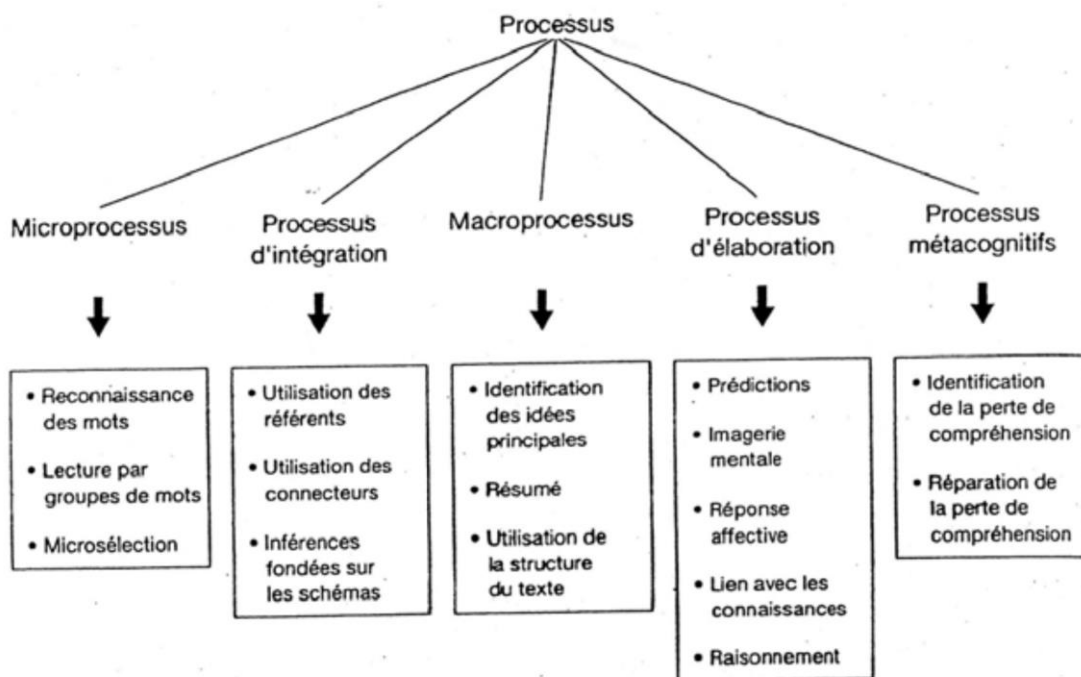 Processus
Microprocessus
Processus
d'intégration
Macroprocessus
Processus
d'élaboration
Processus
métacognitifs
• Reconnaissance
des mots
• Lecture par
groupes de mots
• Microsélection
• Utilisation des
référents
• Utilisation des
connecteurs
• Inférences
fondées sur
les schémas
• Identification
des idées
principales
• Résumé
• Utilisation de
la structure
du texte
• Prédictions
• Imagerie
mentale
• Réponse
affective
• Lien avec les
connaissances
• Raisonnement
• Identification
de la perte de
compréhension
• Réparation de
la perte de
compréhension